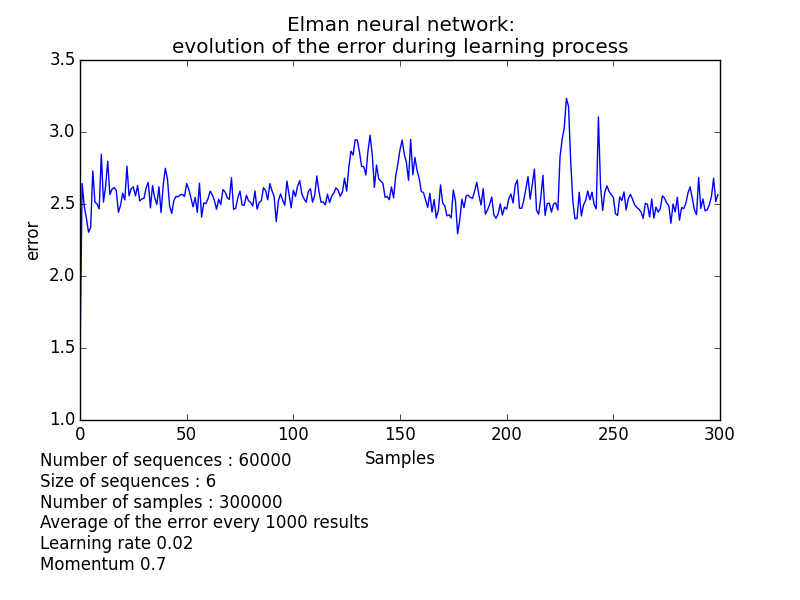 Elman neural network:
evolution of the error during learning process
3.5
3.0
2.5
2.0
1.5
1.0
error
0 50 100 150 200 250 300
Samples
Number of sequences : 60000
Size of sequences : 6
Number of samples : 300000
Average of the error every 1000 results
Learning rate 0.02
Momentum 0.7